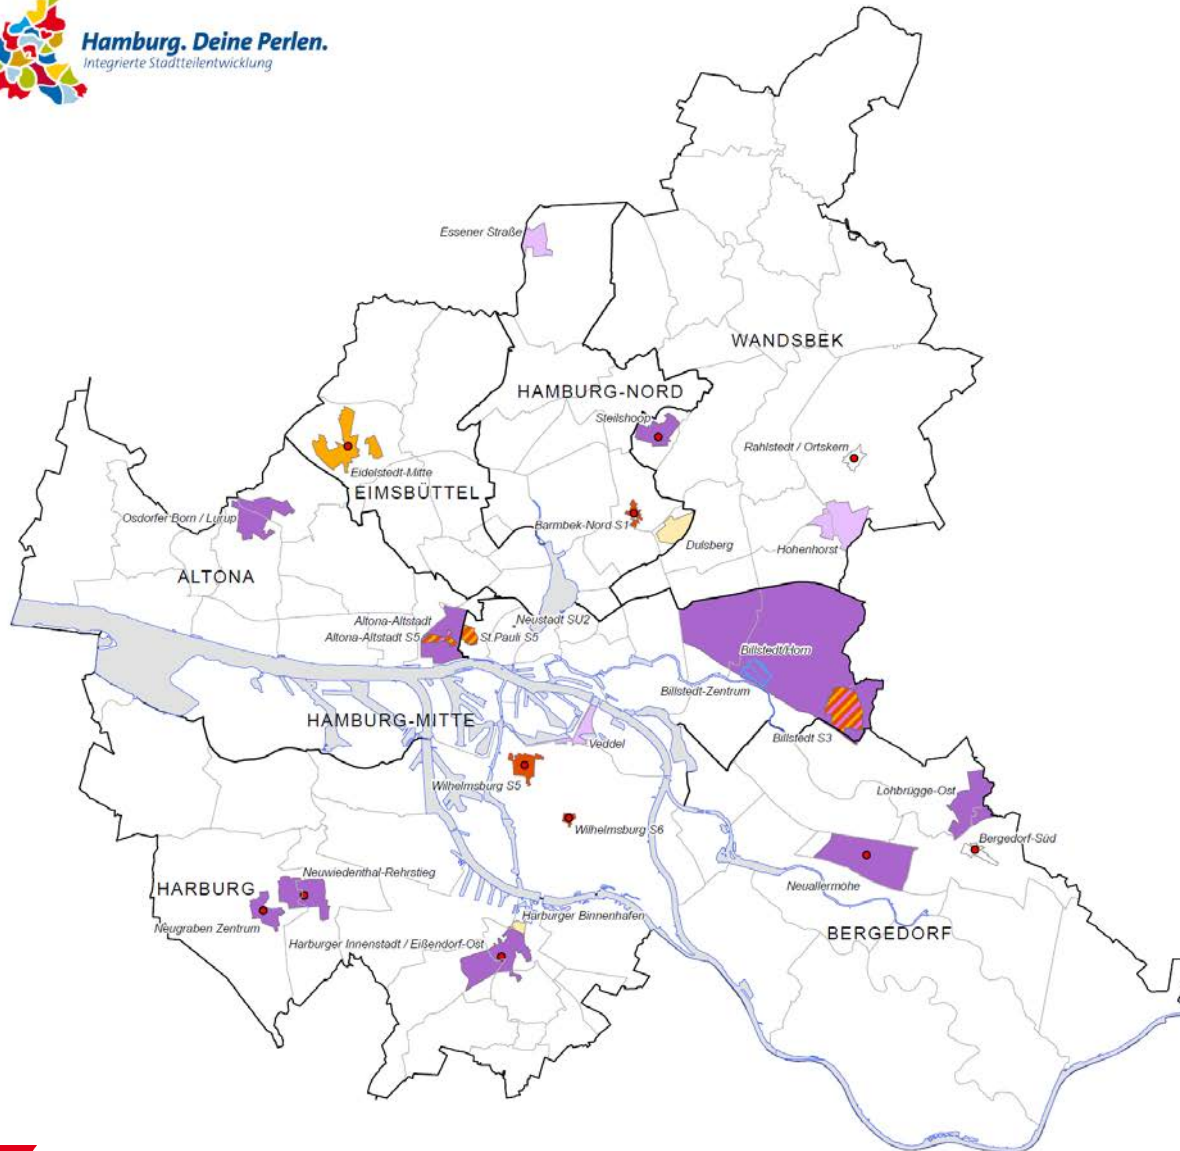 Hamburg. Deine Perlen.
Integrierte Stadtteilentwicklung
Essener Straße
WANDSBEK
HAMBURG-NORD
Steilshoop
Rahlstedt / Ortskern
Eidelstedt-Mitte
EIMSBÜTTEL
Osdorfer Born / Lurup
Barmbek-Nord S1
Dulsberg
Hohenhorst
ALTONA
Altona-Altstadt
Neustadt SU2
Altona-Altstadt S5
St.Pauli S5
Billstedt/Horn
Billstedt-Zentrum
HAMBURG-MITTE
Billstedt S3
Veddel
Wilhelmsburg S5
Lohbrügge-Ost
Wilhelmsburg S6
Bergedorf-Süd
Neuwiedenthal-Rehrstieg
HARBURG
Neuallermöhe
Harburger Binnenhafen
Neugraben Zentrum
BERGEDORF
Harburger Innenstadt / Eißendorf-Ost